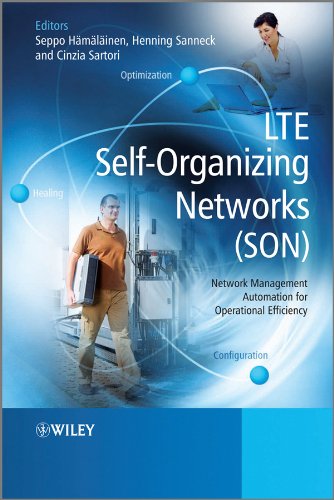 Editors
Seppo Hämäläinen, Henning Sanneck
and Cinzia Sartori
Optimization
LTE
Self-Organizing
Networks
(SON)
Healing
Network Management
Automation for
Operational Efficiency
Configuration
WILEY